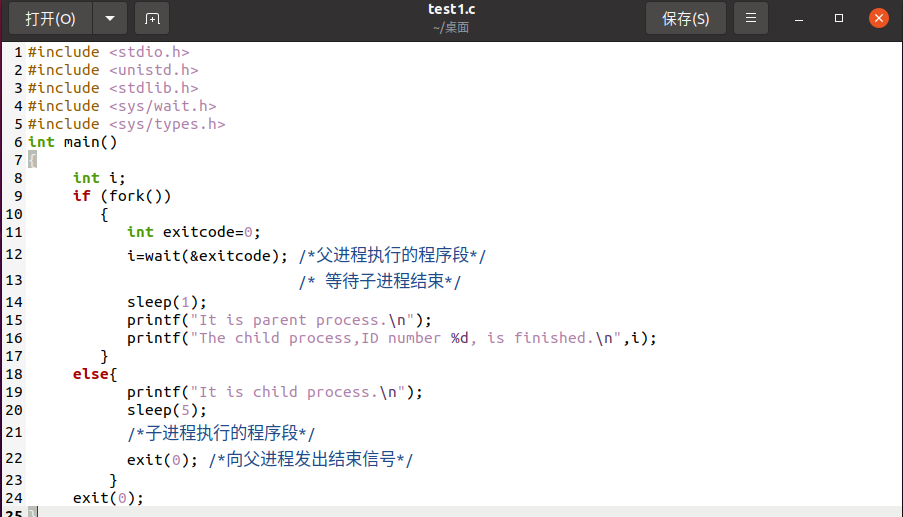 打开(O)
test1.c
~/桌面
保存(S)
1 #include <stdio.h>
2 #include <unistd.h>
3 #include <stdlib.h>
4 #include <sys/wait.h>
5 #include <sys/types.h>
6 int main()
7 {
8 int i;
9 if (fork())
10 {
11 int exitcode=0;
12 i=wait(&exitcode); /*父进程执行的程序段*/
13 /* 等待子进程结束*/
14 sleep(1);
15 printf("It is parent process.\n");
16 printf("The child process,ID number %d, is finished.\n",i);
17 }
18 else{
19 printf("It is child process.\n");
20 sleep(5);
21 /*子进程执行的程序段*/
22 exit(0); /*向父进程发出结束信号*/
23 }
24 exit(0);
25 }